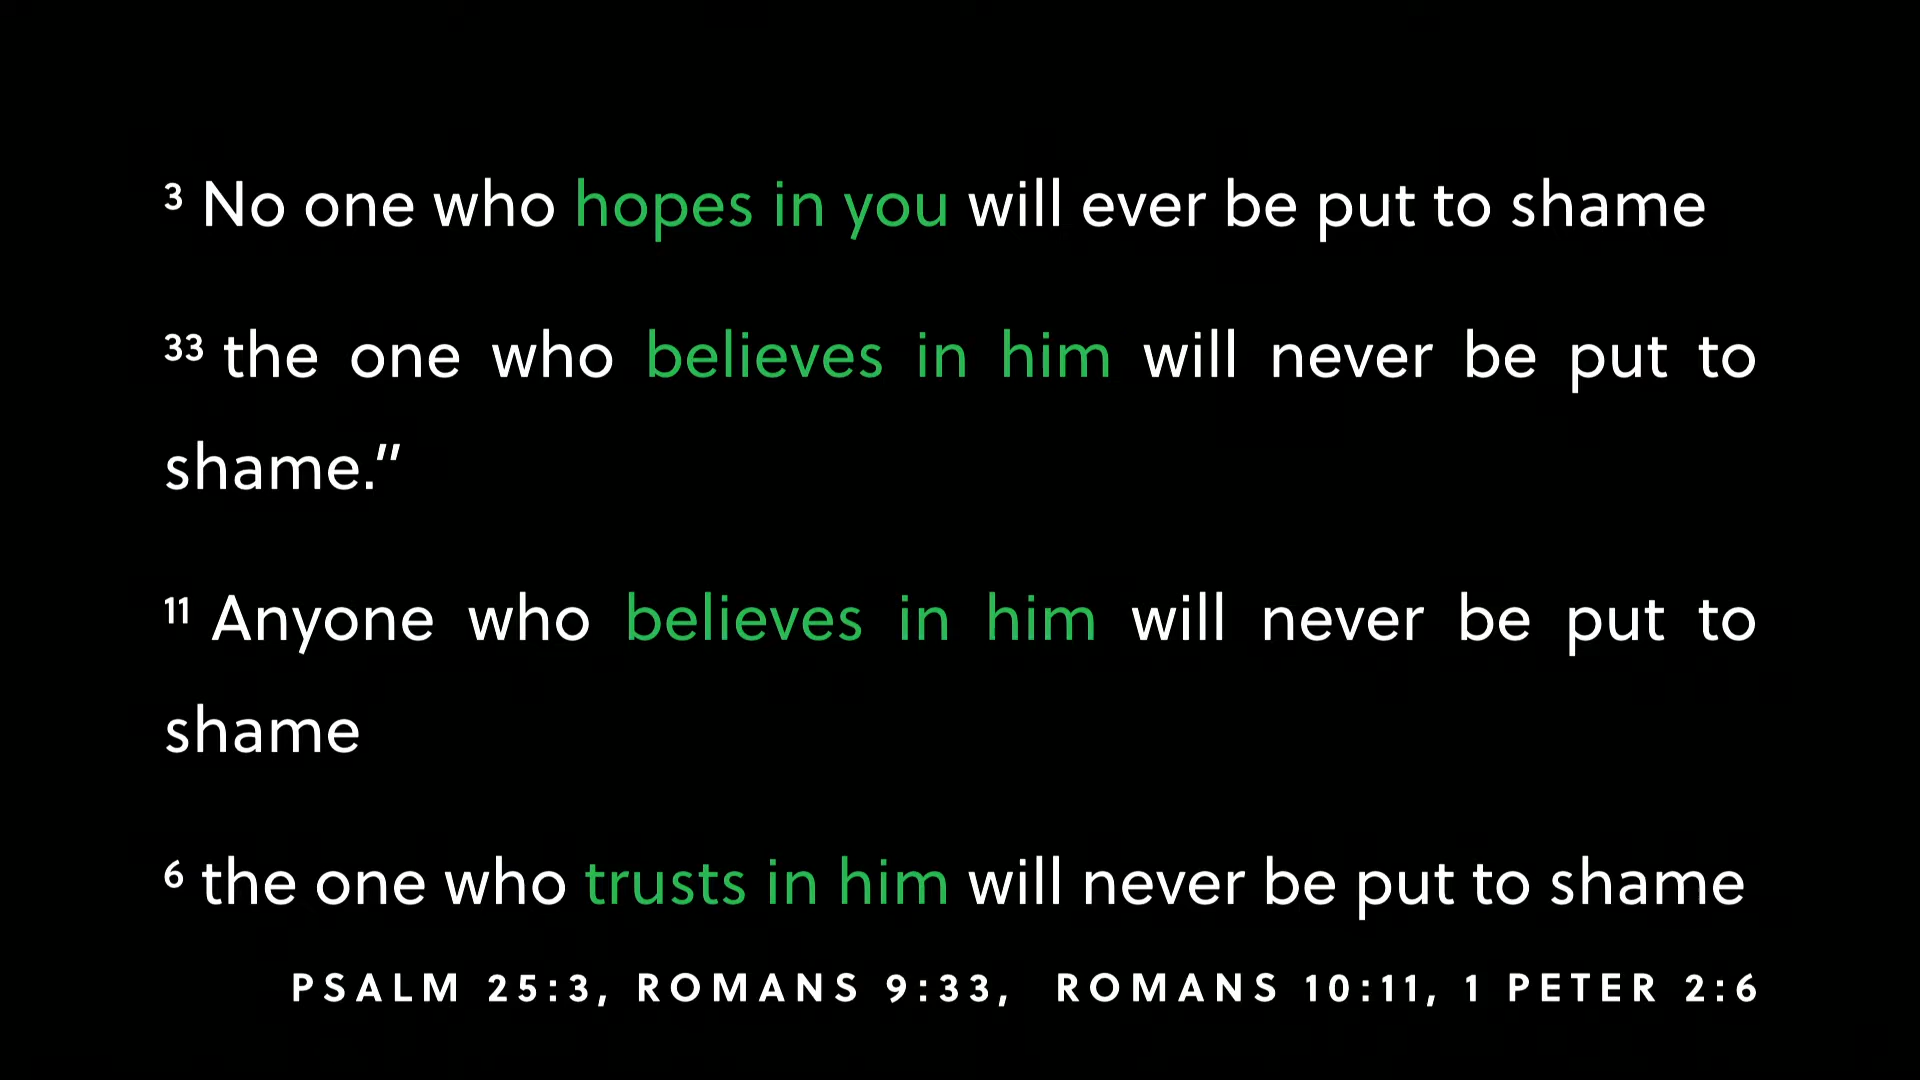 ³ No one who hopes in you will ever be put to shame
³³ the one who believes in him will never be put to
shame.”
¹¹ Anyone who believes in him will never be put to
shame
⁶ the one who trusts in him will never be put to shame
PSALM 25:3, ROMANS 9:33, ROMANS 10:11, 1 PETER 2:6